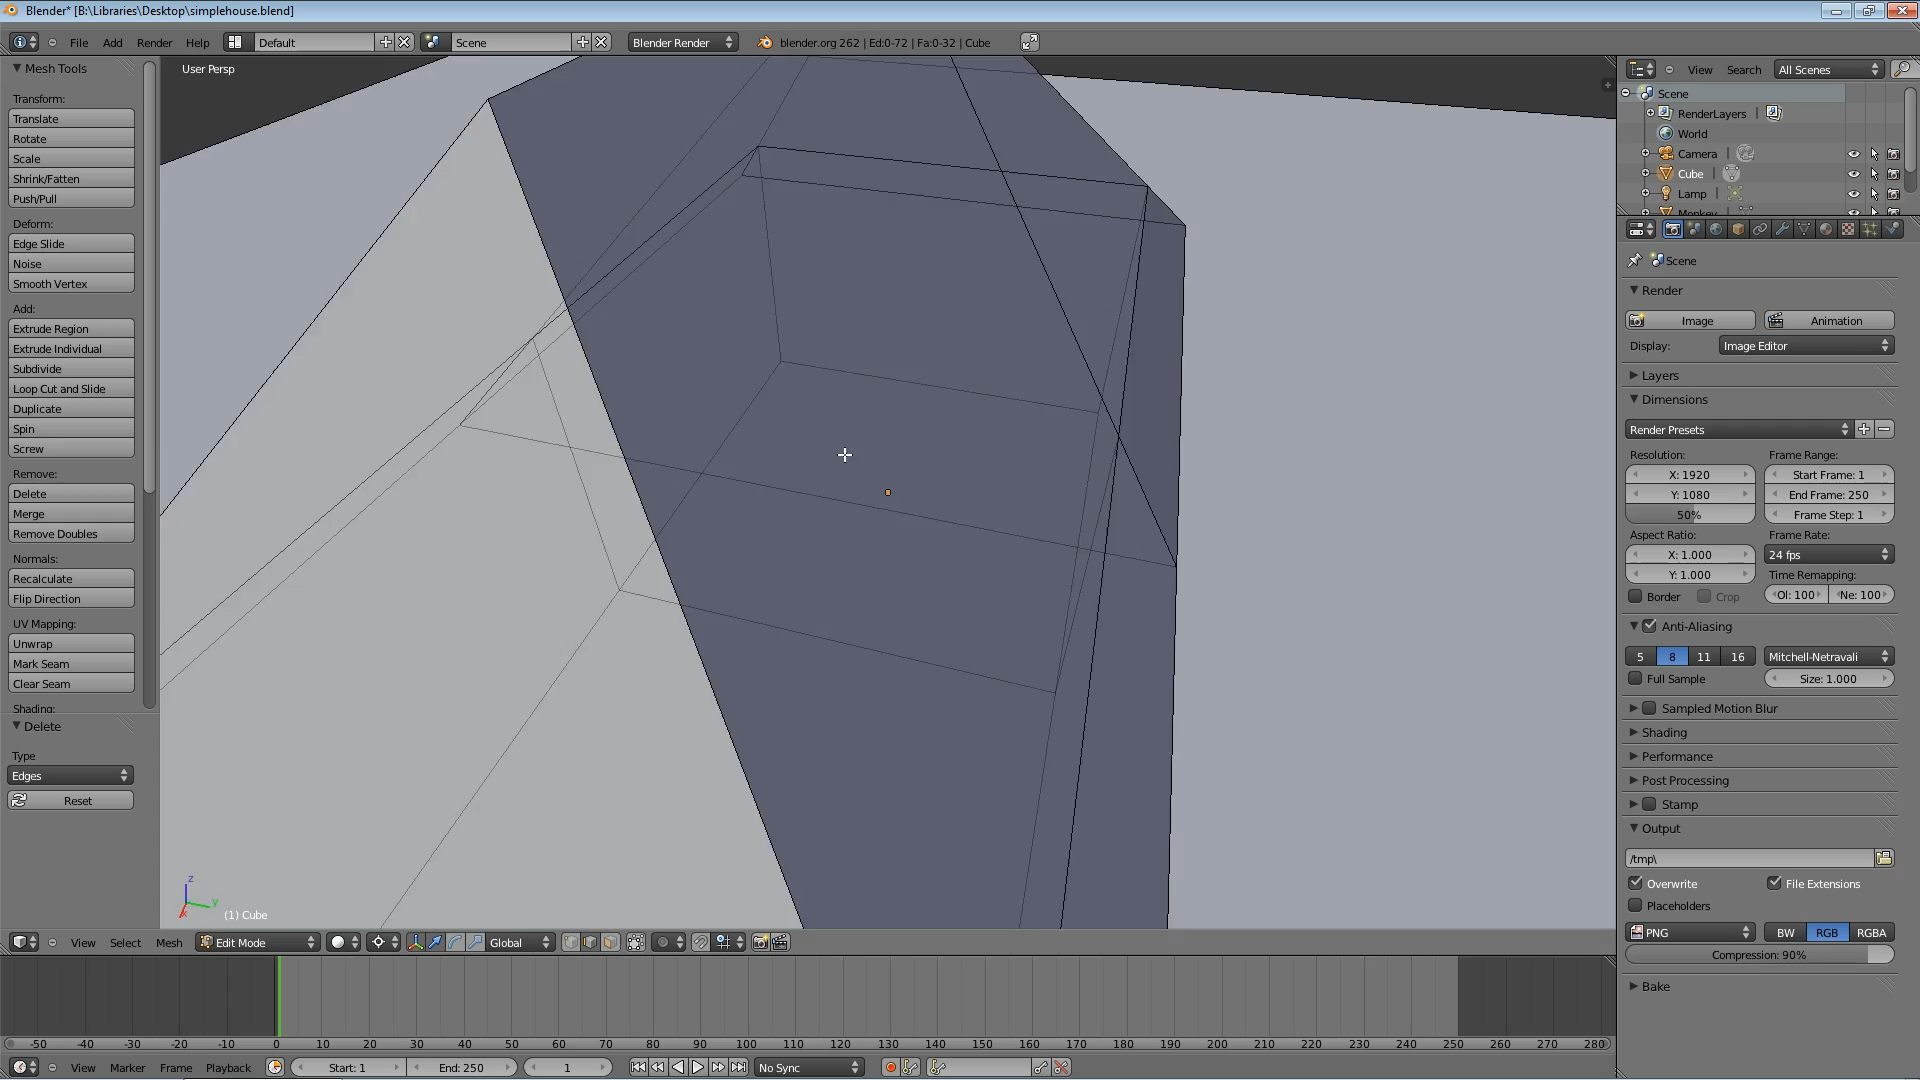 Blender* [B:\Libraries\Desktop\simplehouse.blend]
File Add Render Help Default Scene Blender Render blender.org 262 | Ed:0-72 | Fa:0-32 | Cube
Mesh Tools
Transform:
Translate
Rotate
Scale
Shrink/Fatten
Push/Pull
Deform:
Edge Slide
Noise
Smooth Vertex
Add:
Extrude Region
Extrude Individual
Subdivide
Loop Cut and Slide
Duplicate
Spin
Screw
Remove:
Delete
Merge
Remove Doubles
Normals:
Recalculate
Flip Direction
UV Mapping:
Unwrap
Mark Seam
Clear Seam
Shading:
Delete
Type
Edges
Reset
User Persp
z
y
x
(1) Cube
View Select Mesh Edit Mode Global
-50 -40 -30 -20 -10 0 10 20 30 40 50 60 70 80 90 100 110 120 130 140 150 160 170 180 190 200 210 220 230 240 250 260 270 280
View Marker Frame Playback Start: 1 End: 250 1 No Sync
View Search All Scenes
Scene
RenderLayers
World
Camera
Cube
Lamp
Monkey
Scene
Render
Image Animation
Display: Image Editor
Layers
Dimensions
Render Presets
Resolution: Frame Range:
X: 1920 Start Frame: 1
Y: 1080 End Frame: 250
50% Frame Step: 1
Aspect Ratio: Frame Rate:
X: 1.000 24 fps
Y: 1.000 Time Remapping:
Border Crop Ol: 100 Ne: 100
Anti-Aliasing
5 8 11 16 Mitchell-Netravali
Full Sample Size: 1.000
Sampled Motion Blur
Shading
Performance
Post Processing
Stamp
Output
/tmp\
Overwrite File Extensions
Placeholders
PNG BW RGB RGBA
Compression: 90%
Bake